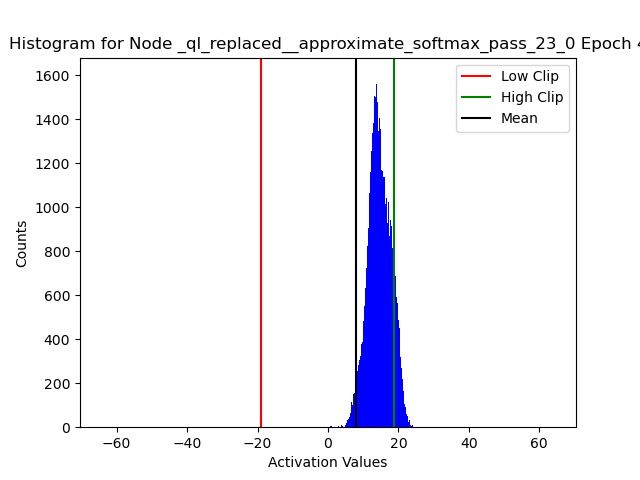 Histogram for Node _ql_replaced__approximate_softmax_pass_23_0 Epoch 4
1600
1400
1200
1000
800
600
400
200
0
Counts
Low Clip
High Clip
Mean
−60
−40
−20
0
20
40
60
Activation Values